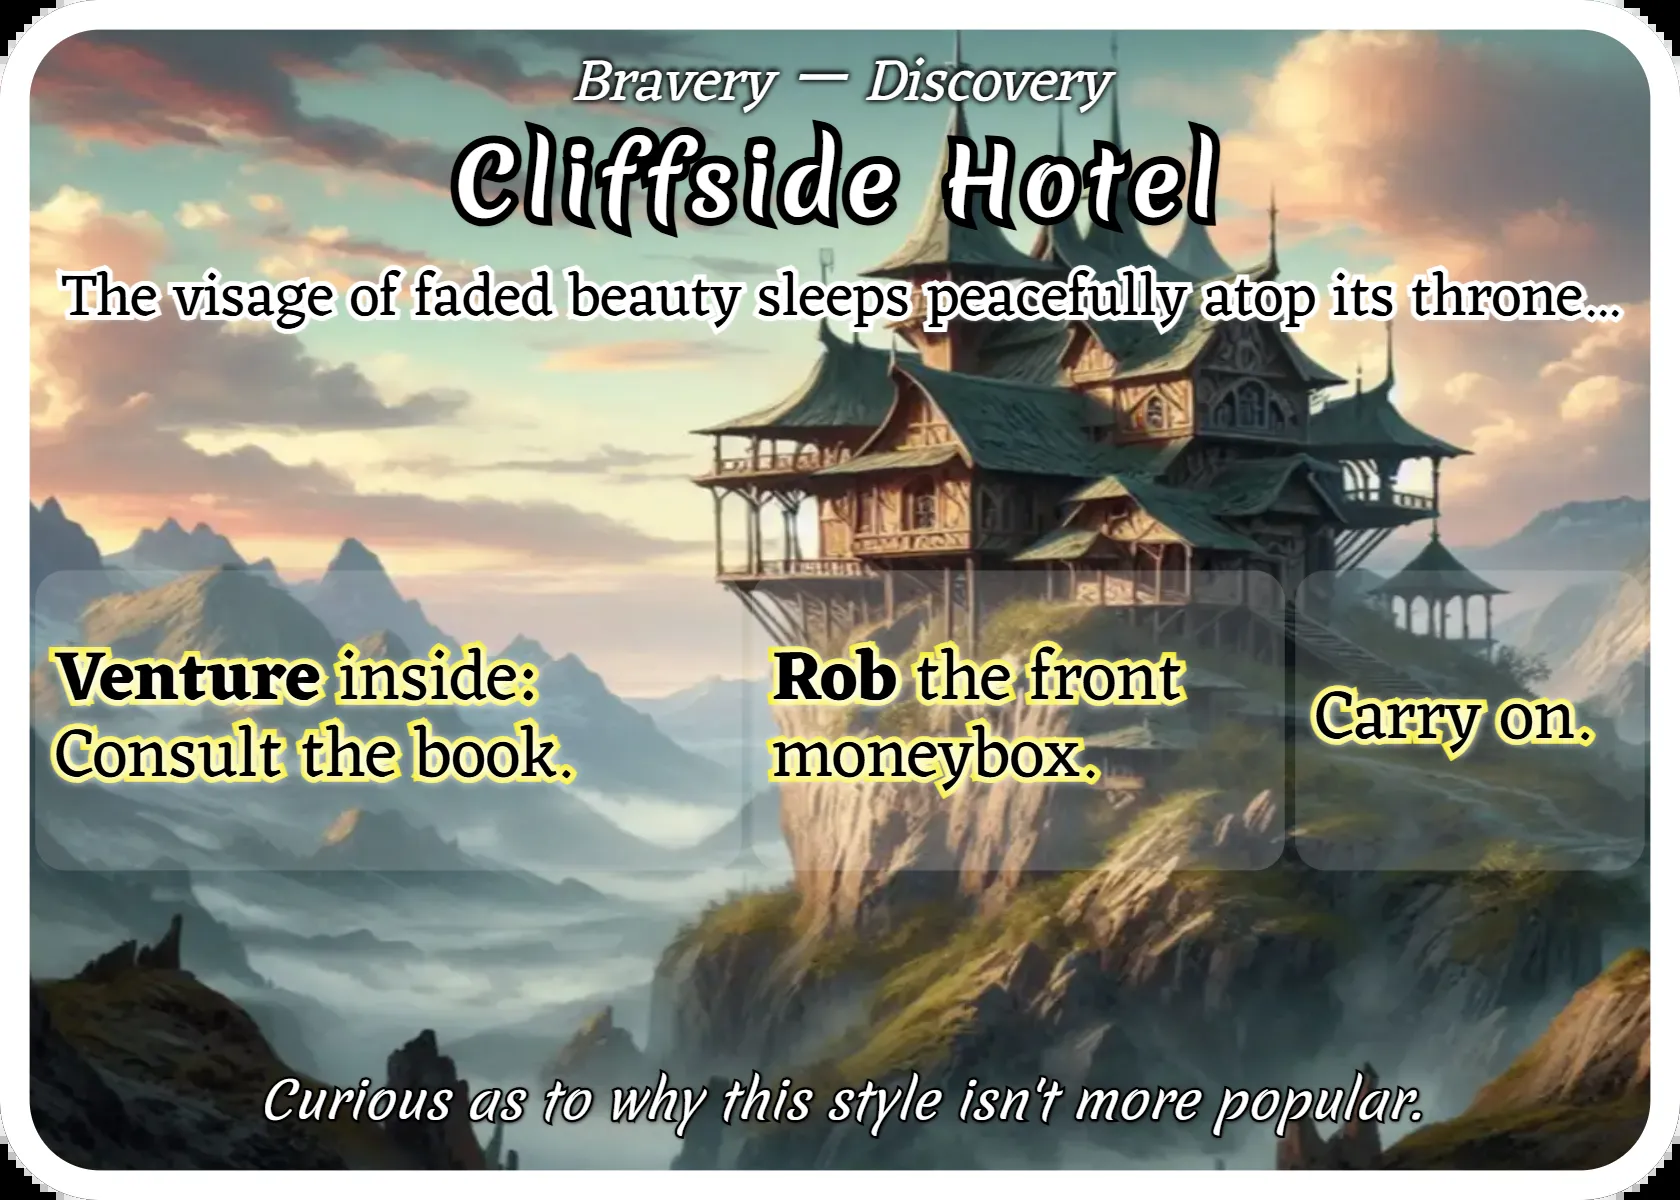 Bravery — Discovery
Cliffside Hotel
The visage of faded beauty sleeps peacefully atop its throne...
Venture inside:
Consult the book.
Rob the front
moneybox.
Carry on.
Curious as to why this style isn't more popular.